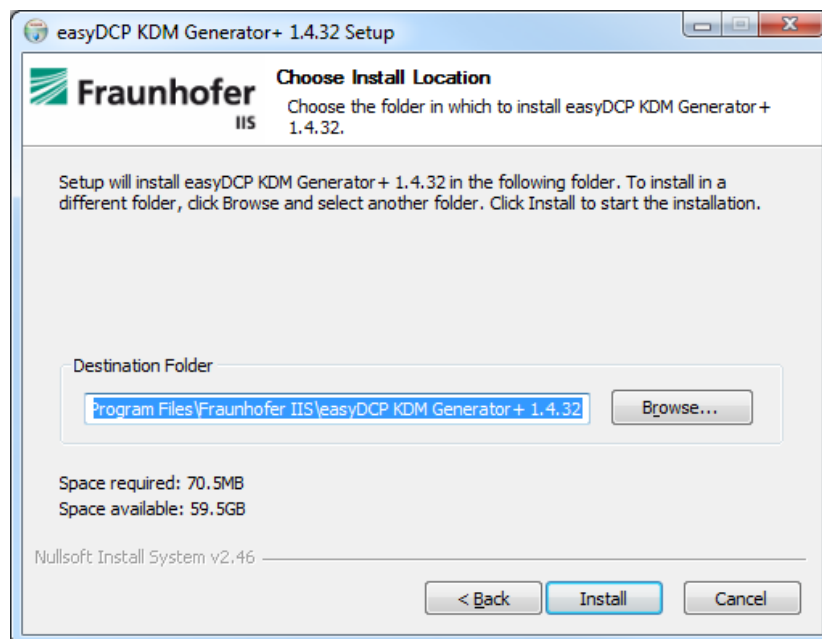 easyDCP KDM Generator+ 1.4.32 Setup
Fraunhofer
IIS
Choose Install Location
Choose the folder in which to install easyDCP KDM Generator+
1.4.32.
Setup will install easyDCP KDM Generator+ 1.4.32 in the following folder. To install in a
different folder, click Browse and select another folder. Click Install to start the installation.
Destination Folder
Program Files\Fraunhofer IIS\easyDCP KDM Generator+ 1.4.32
Browse...
Space required: 70.5MB
Space available: 59.5GB
Nullsoft Install System v2.46
< Back
Install
Cancel